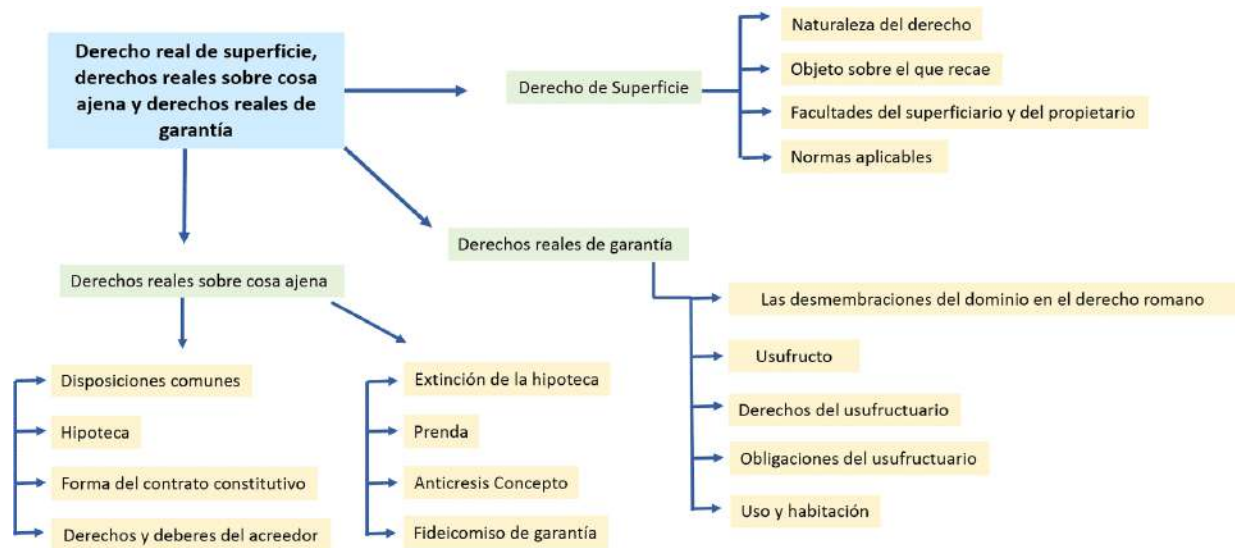 Derecho real de superficie,
derechos reales sobre cosa
ajena y derechos reales de
garantía
Derecho de Superficie
Naturaleza del derecho
Objeto sobre el que recae
Facultades del superficiario y del propietario
Normas aplicables
Derechos reales de garantía
Las desmembraciones del dominio en el derecho romano
Usufructo
Derechos del usufructuario
Obligaciones del usufructuario
Uso y habitación
Derechos reales sobre cosa ajena
Disposiciones comunes
Hipoteca
Forma del contrato constitutivo
Derechos y deberes del acreedor
Extinción de la hipoteca
Prenda
Anticresis Concepto
Fideicomiso de garantía